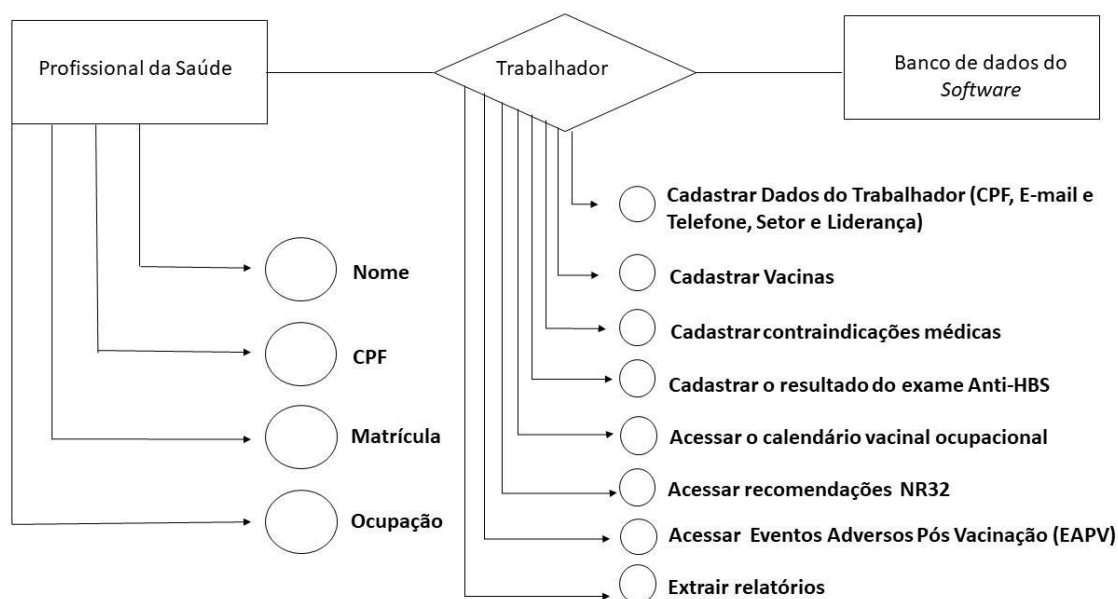 Profissional da Saúde
Trabalhador
Banco de dados do
Software
Nome
CPF
Matrícula
Ocupação
Cadastrar Dados do Trabalhador (CPF, E-mail e
Telefone, Setor e Liderança)
Cadastrar Vacinas
Cadastrar contraindicações médicas
Cadastrar o resultado do exame Anti-HBS
Acessar o calendário vacinal ocupacional
Acessar recomendações NR32
Acessar Eventos Adversos Pós Vacinação (EAPV)
Extrair relatórios